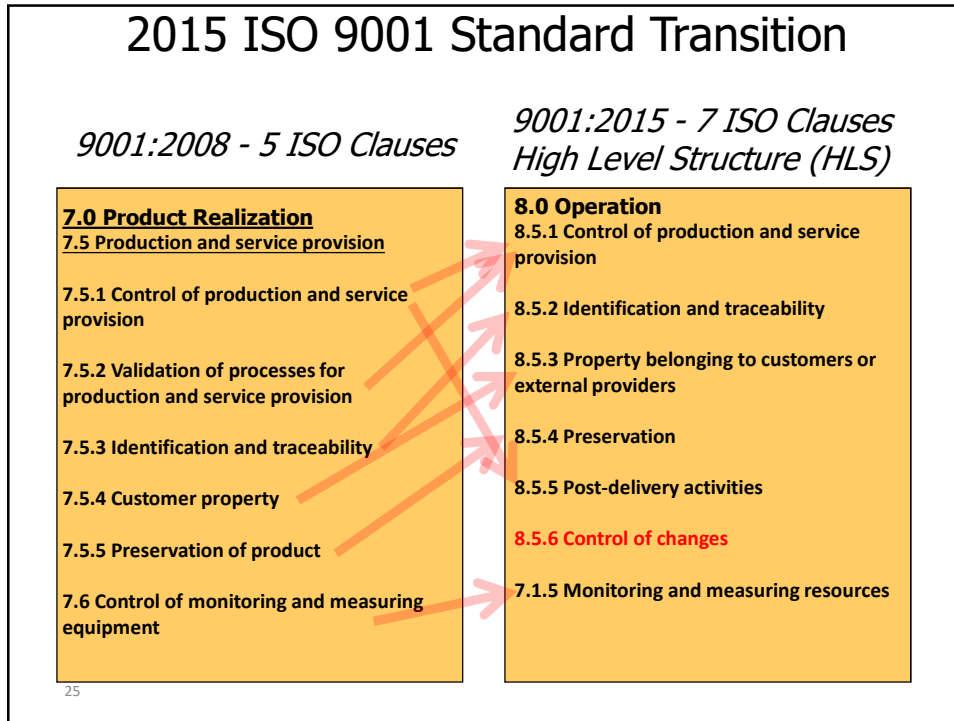 2015 ISO 9001 Standard Transition
9001:2008 - 5 ISO Clauses
7.0 Product Realization
7.5 Production and service provision
7.5.1 Control of production and service
provision
7.5.2 Validation of processes for
production and service provision
7.5.3 Identification and traceability
7.5.4 Customer property
7.5.5 Preservation of product
7.6 Control of monitoring and measuring
equipment
9001:2015 - 7 ISO Clauses
High Level Structure (HLS)
8.0 Operation
8.5.1 Control of production and service
provision
8.5.2 Identification and traceability
8.5.3 Property belonging to customers or
external providers
8.5.4 Preservation
8.5.5 Post-delivery activities
8.5.6 Control of changes
7.1.5 Monitoring and measuring resources
25